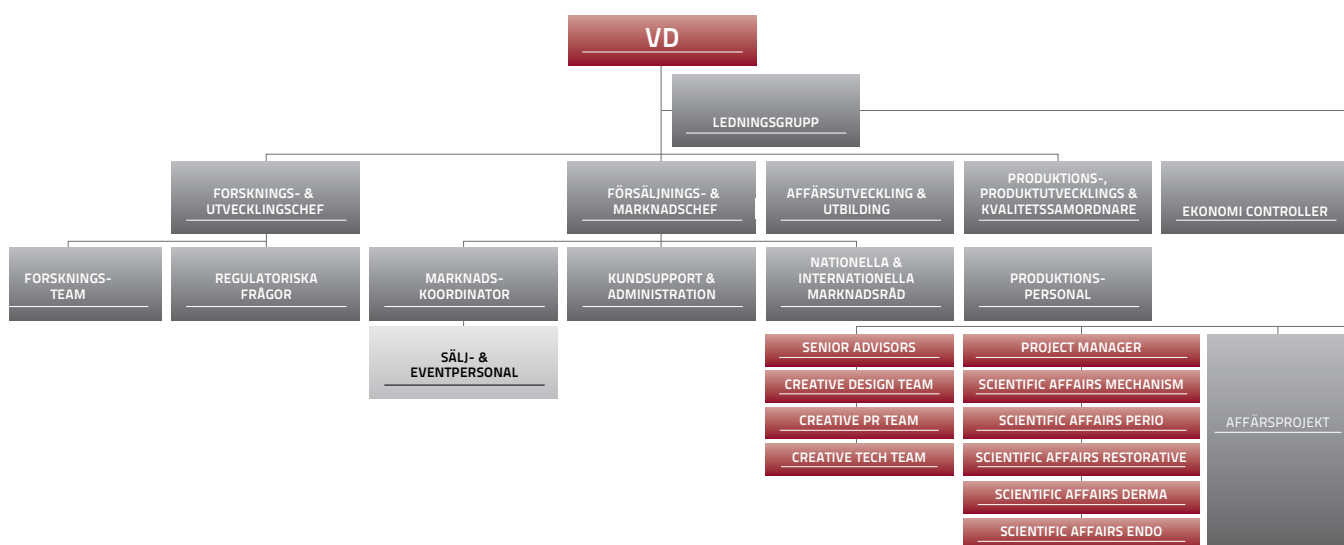 VD
LEDNINGSGRUPP
FORSKNINGS- &
UTVECKLINGSCHEF
FÖRSÄLJNINGS- &
MARKNADSCHEF
AFFÄRSUTVECKLING &
UTBILDING
PRODUKTIONS-,
PRODUKTUTVECKLINGS &
KVALITETSSAMORDNARE
EKONOMI CONTROLLER
FORSKNINGS-
TEAM
REGULATORISKA
FRÅGOR
MARKNADS-
KOORDINATOR
KUNDSUPPORT &
ADMINISTRATION
NATIONELLA &
INTERNATIONELLA
MARKNADSRÅD
PRODUKTIONS-
PERSONAL
SÄLJ- &
EVENTPERSONAL
SENIOR ADVISORS
CREATIVE DESIGN TEAM
CREATIVE PR TEAM
CREATIVE TECH TEAM
PROJECT MANAGER
SCIENTIFIC AFFAIRS MECHANISM
SCIENTIFIC AFFAIRS PERIO
SCIENTIFIC AFFAIRS RESTORATIVE
SCIENTIFIC AFFAIRS DERMA
SCIENTIFIC AFFAIRS ENDO
AFFÄRSPROJEKT